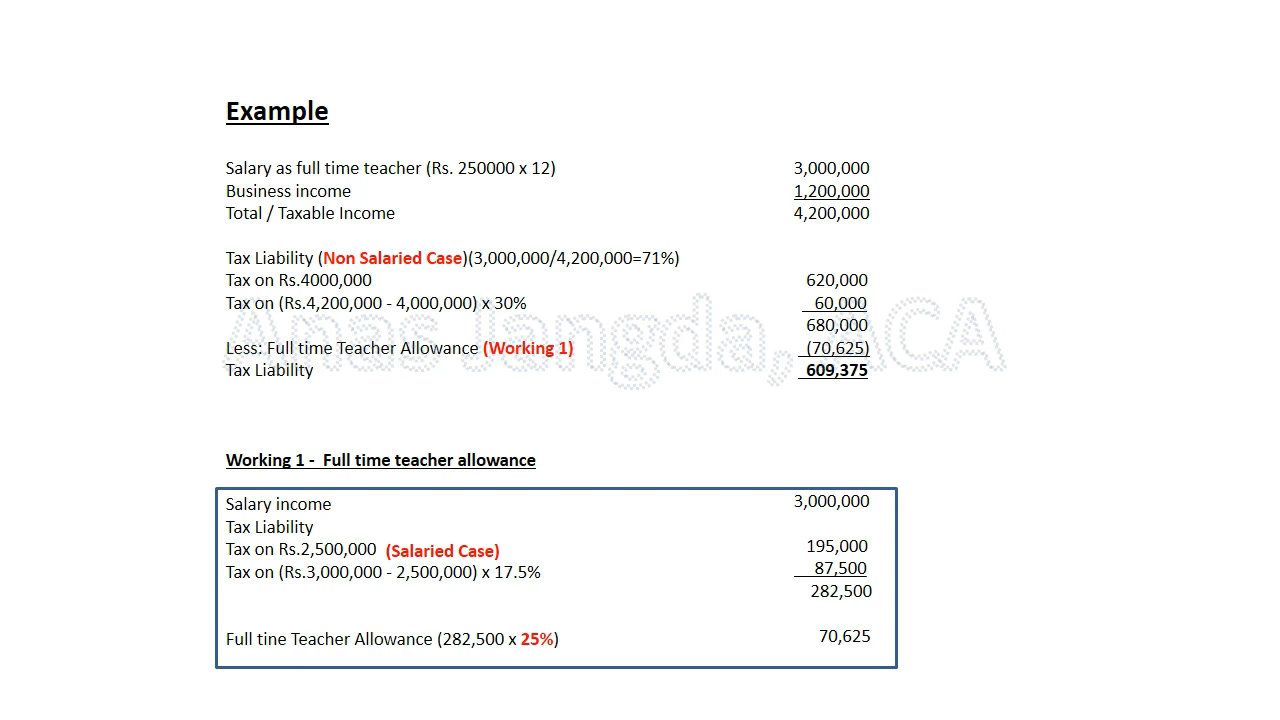 Example
Salary as full time teacher (Rs. 250000 x 12) 3,000,000
Business income 1,200,000
Total / Taxable Income 4,200,000
Tax Liability (Non Salaried Case)(3,000,000/4,200,000=71%)
Tax on Rs.4000,000 620,000
Tax on (Rs.4,200,000 - 4,000,000) x 30% 60,000
680,000
Less: Full time Teacher Allowance (Working 1) (70,625)
Tax Liability 609,375
Anas Jangda, ACA
Working 1 - Full time teacher allowance
Salary income 3,000,000
Tax Liability
Tax on Rs.2,500,000 (Salaried Case) 195,000
Tax on (Rs.3,000,000 - 2,500,000) x 17.5% 87,500
282,500
Full tine Teacher Allowance (282,500 x 25%) 70,625